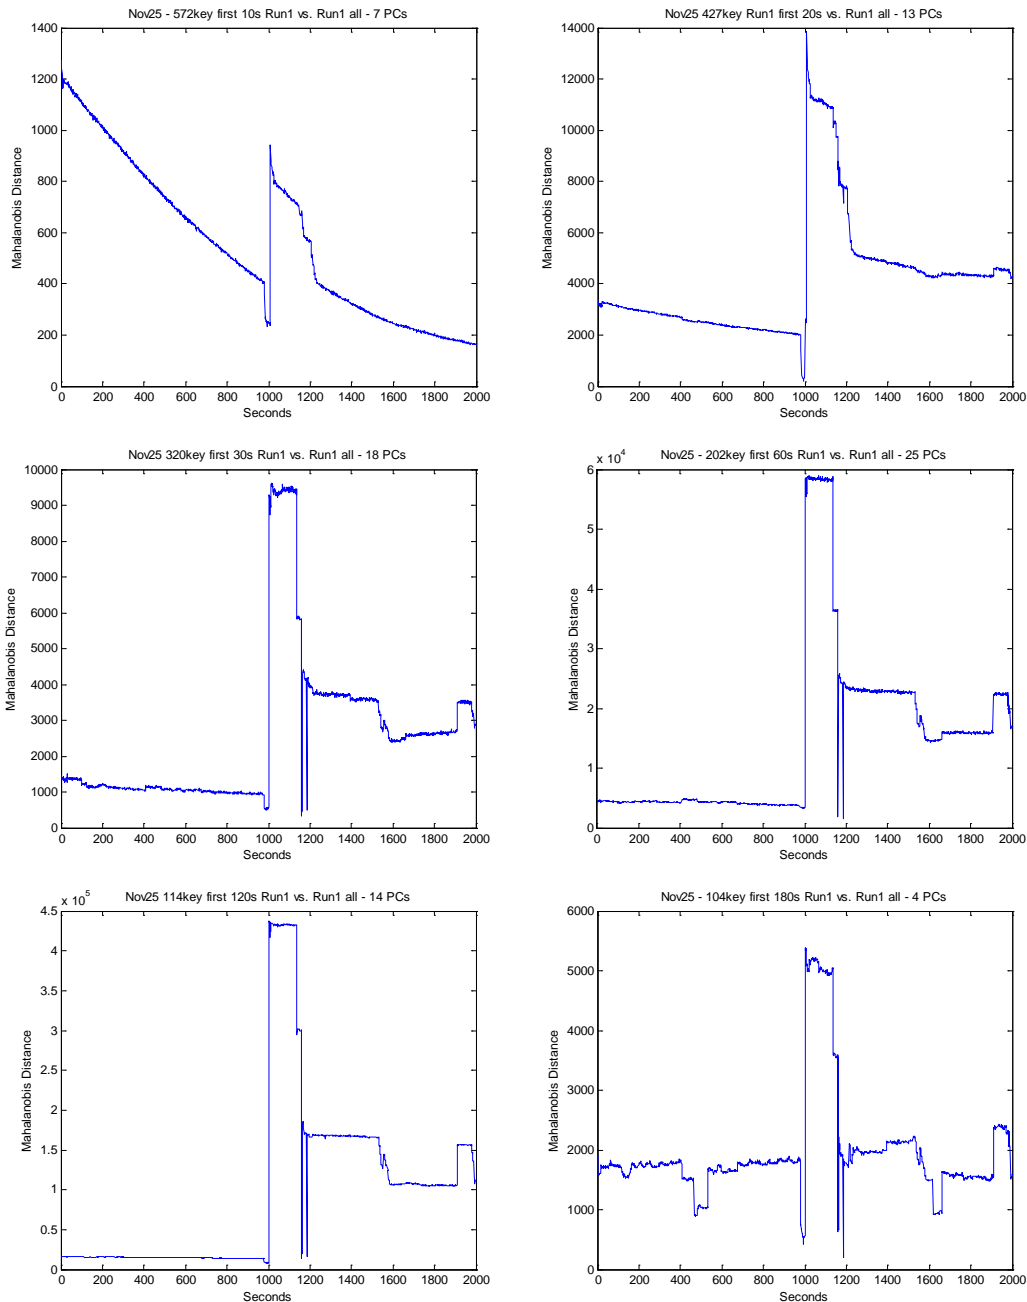 Nov25 - 572key first 10s Run1 vs. Run1 all - 7 PCs
1400
1200
1000
800
600
400
200
0
Mahalanobis Distance
0 200 400 600 800 1000 1200 1400 1600 1800 2000
Seconds
Nov25 427key Run1 first 20s vs. Run1 all - 13 PCs
14000
12000
10000
8000
6000
4000
2000
0
Mahalanobis Distance
0 200 400 600 800 1000 1200 1400 1600 1800 2000
Seconds
Nov25 320key first 30s Run1 vs. Run1 all - 18 PCs
10000
9000
8000
7000
6000
5000
4000
3000
2000
1000
0
Mahalanobis Distance
0 200 400 600 800 1000 1200 1400 1600 1800 2000
Seconds
Nov25 - 202key first 60s Run1 vs. Run1 all - 25 PCs
x 10^4
6
5
4
3
2
1
0
Mahalanobis Distance
0 200 400 600 800 1000 1200 1400 1600 1800 2000
Seconds
Nov25 114key first 120s Run1 vs. Run1 all - 14 PCs
x 10^5
4.5
4
3.5
3
2.5
2
1.5
1
0.5
0
Mahalanobis Distance
0 200 400 600 800 1000 1200 1400 1600 1800 2000
Seconds
Nov25 - 104key first 180s Run1 vs. Run1 all - 4 PCs
6000
5000
4000
3000
2000
1000
0
Mahalanobis Distance
0 200 400 600 800 1000 1200 1400 1600 1800 2000
Seconds